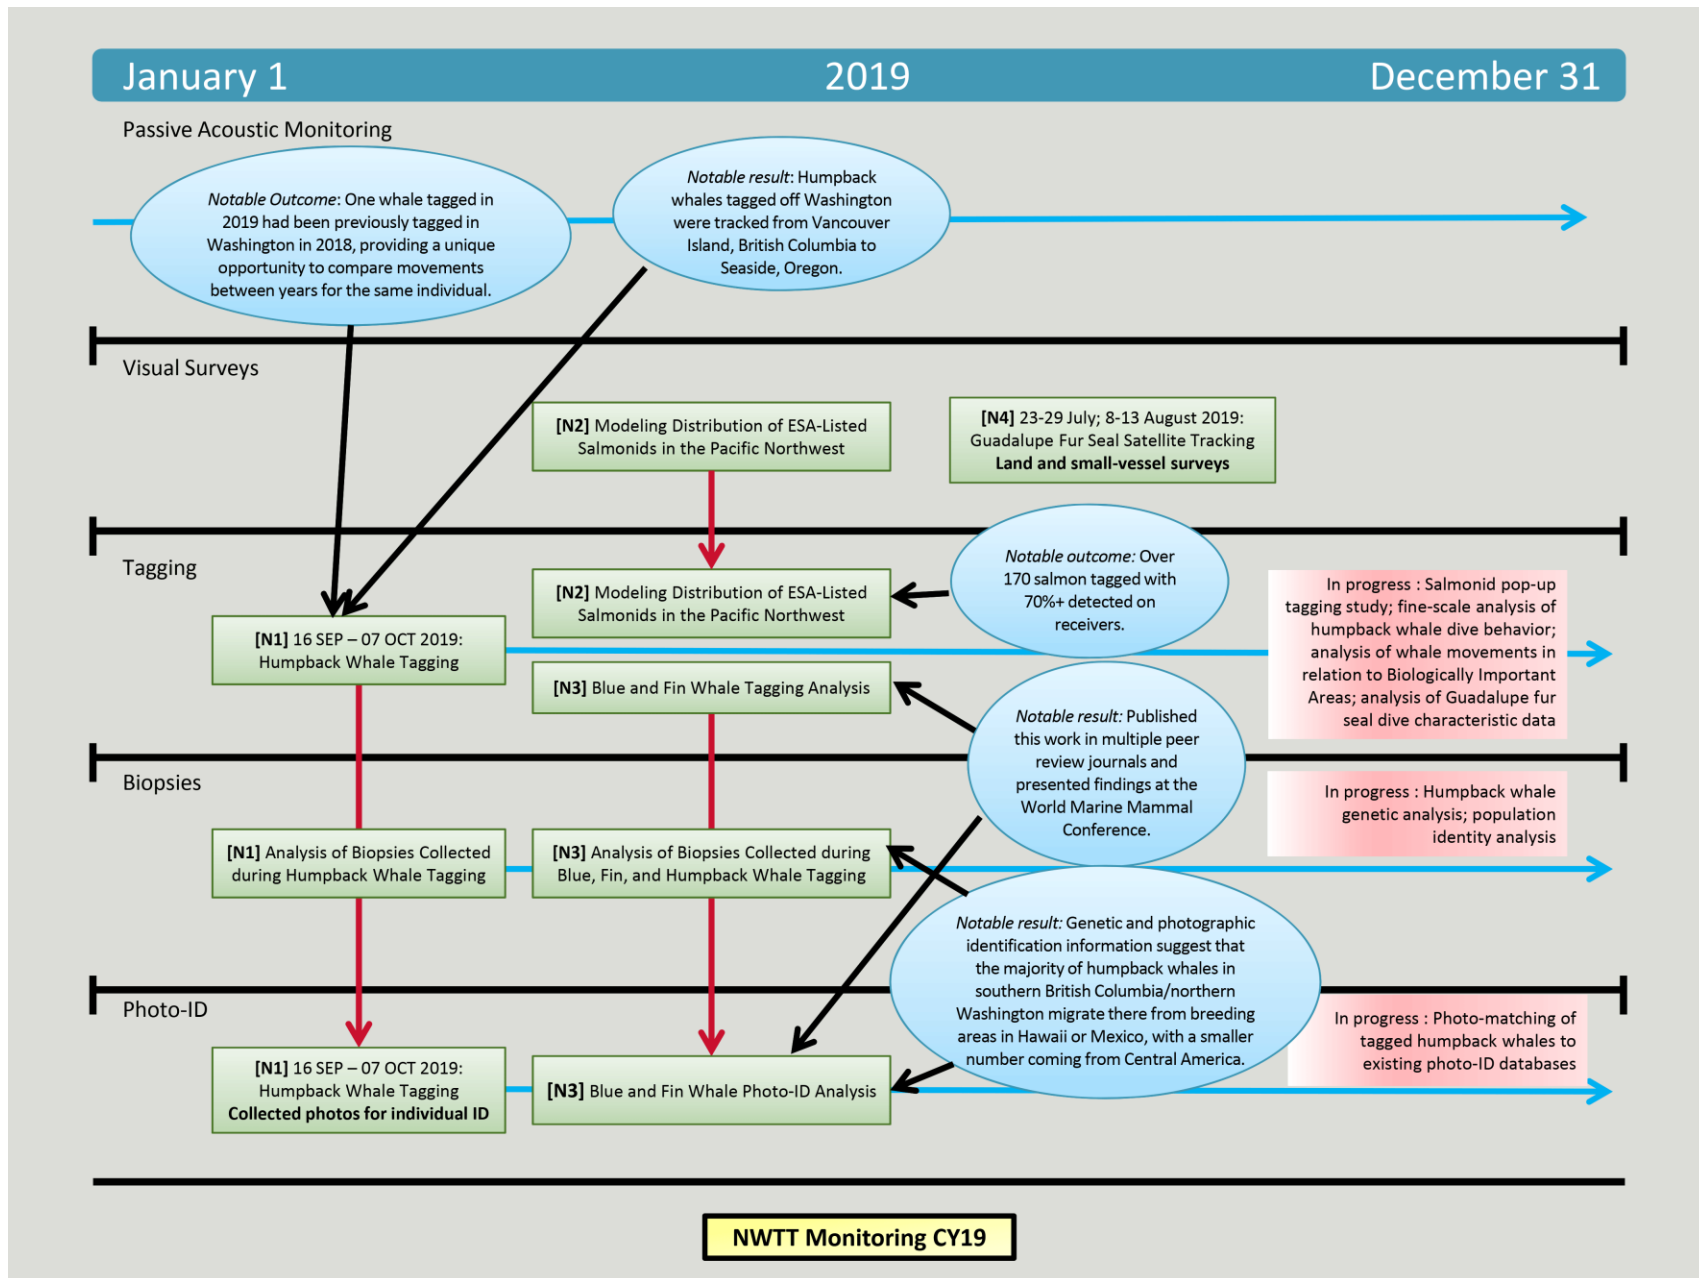 January 1
2019
December 31
Passive Acoustic Monitoring
Notable Outcome: One whale tagged in
2019 had been previously tagged in
Washington in 2018, providing a unique
opportunity to compare movements
between years for the same individual.
Notable result: Humpback
whales tagged off Washington
were tracked from Vancouver
Island, British Columbia to
Seaside, Oregon.
Visual Surveys
[N2] Modeling Distribution of ESA-Listed
Salmonids in the Pacific Northwest
[N4] 23-29 July; 8-13 August 2019:
Guadalupe Fur Seal Satellite Tracking
Land and small-vessel surveys
Tagging
[N1] 16 SEP – 07 OCT 2019:
Humpback Whale Tagging
[N2] Modeling Distribution of ESA-Listed
Salmonids in the Pacific Northwest
Notable outcome: Over
170 salmon tagged with
70%+ detected on
receivers.
In progress : Salmonid pop-up
tagging study; fine-scale analysis of
humpback whale dive behavior;
analysis of whale movements in
relation to Biologically Important
Areas; analysis of Guadalupe fur
seal dive characteristic data
[N3] Blue and Fin Whale Tagging Analysis
Notable result: Published
this work in multiple peer
review journals and
presented findings at the
World Marine Mammal
Conference.
Biopsies
[N1] Analysis of Biopsies Collected
during Humpback Whale Tagging
[N3] Analysis of Biopsies Collected during
Blue, Fin, and Humpback Whale Tagging
In progress : Humpback whale
genetic analysis; population
identity analysis
Notable result: Genetic and photographic
identification information suggest that
the majority of humpback whales in
southern British Columbia/northern
Washington migrate there from breeding
areas in Hawaii or Mexico, with a smaller
number coming from Central America.
Photo-ID
[N1] 16 SEP – 07 OCT 2019:
Humpback Whale Tagging
Collected photos for individual ID
[N3] Blue and Fin Whale Photo-ID Analysis
In progress : Photo-matching of
tagged humpback whales to
existing photo-ID databases
NWTT Monitoring CY19